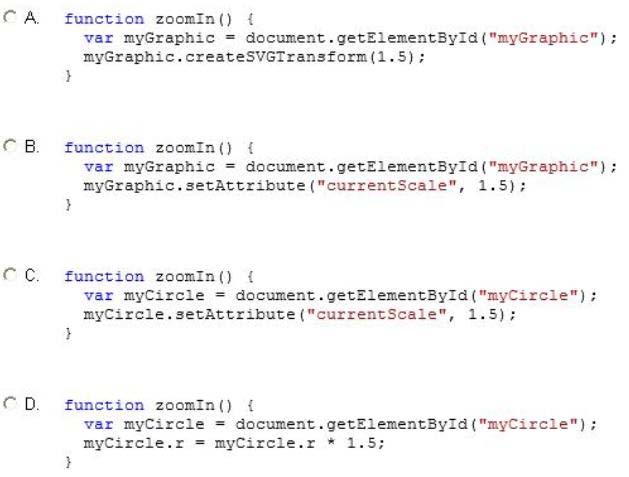 A. function zoomIn() {
var myGraphic = document.getElementById("myGraphic");
myGraphic.createSVGTransform(1.5);
}
B. function zoomIn() {
var myGraphic = document.getElementById("myGraphic");
myGraphic.setAttribute("currentScale", 1.5);
}
C. function zoomIn() {
var myCircle = document.getElementById("myCircle");
myCircle.setAttribute("currentScale", 1.5);
}
D. function zoomIn() {
var myCircle = document.getElementById("myCircle");
myCircle.r = myCircle.r * 1.5;
}